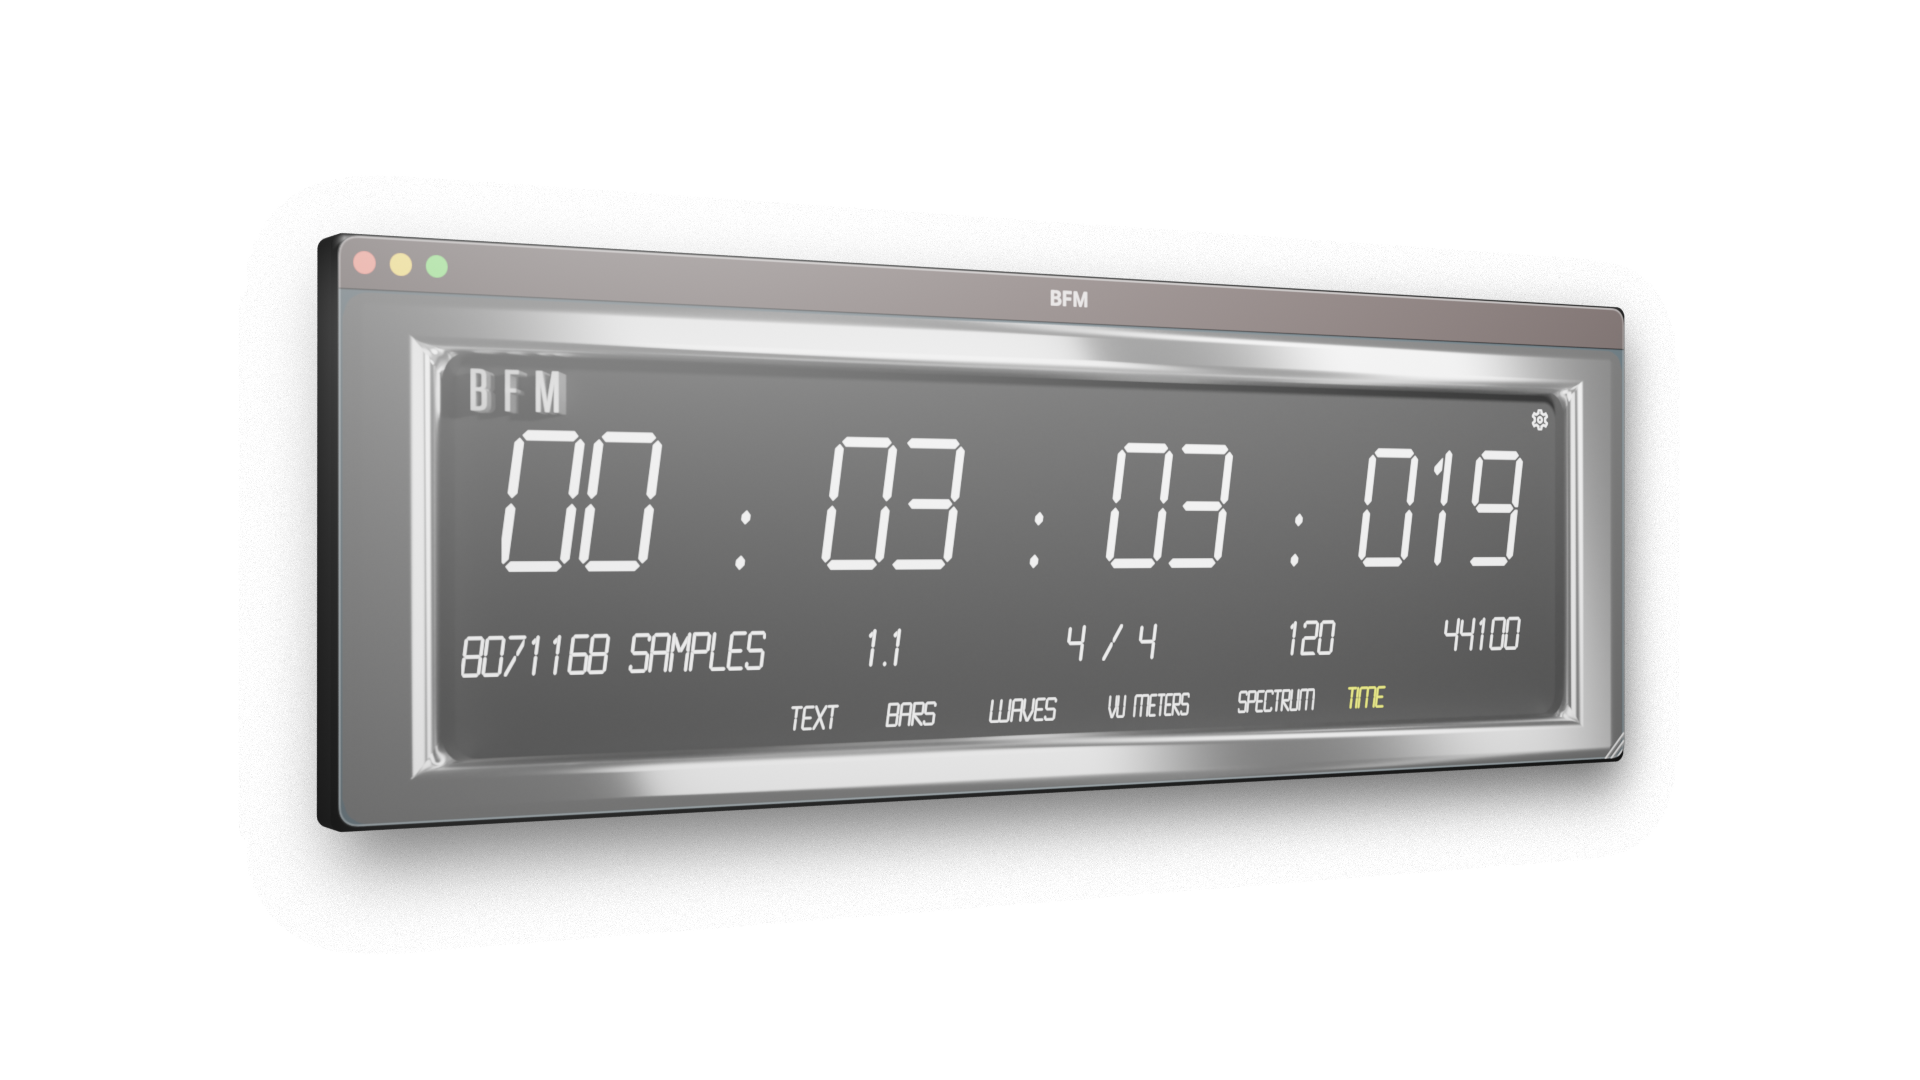 BFM
BFM
00 : 03 : 03 : 019
8071168 SAMPLES 1.1 4 / 4 120 44100
TEXT BARS WAVES VU METERS SPECTRUM TIME